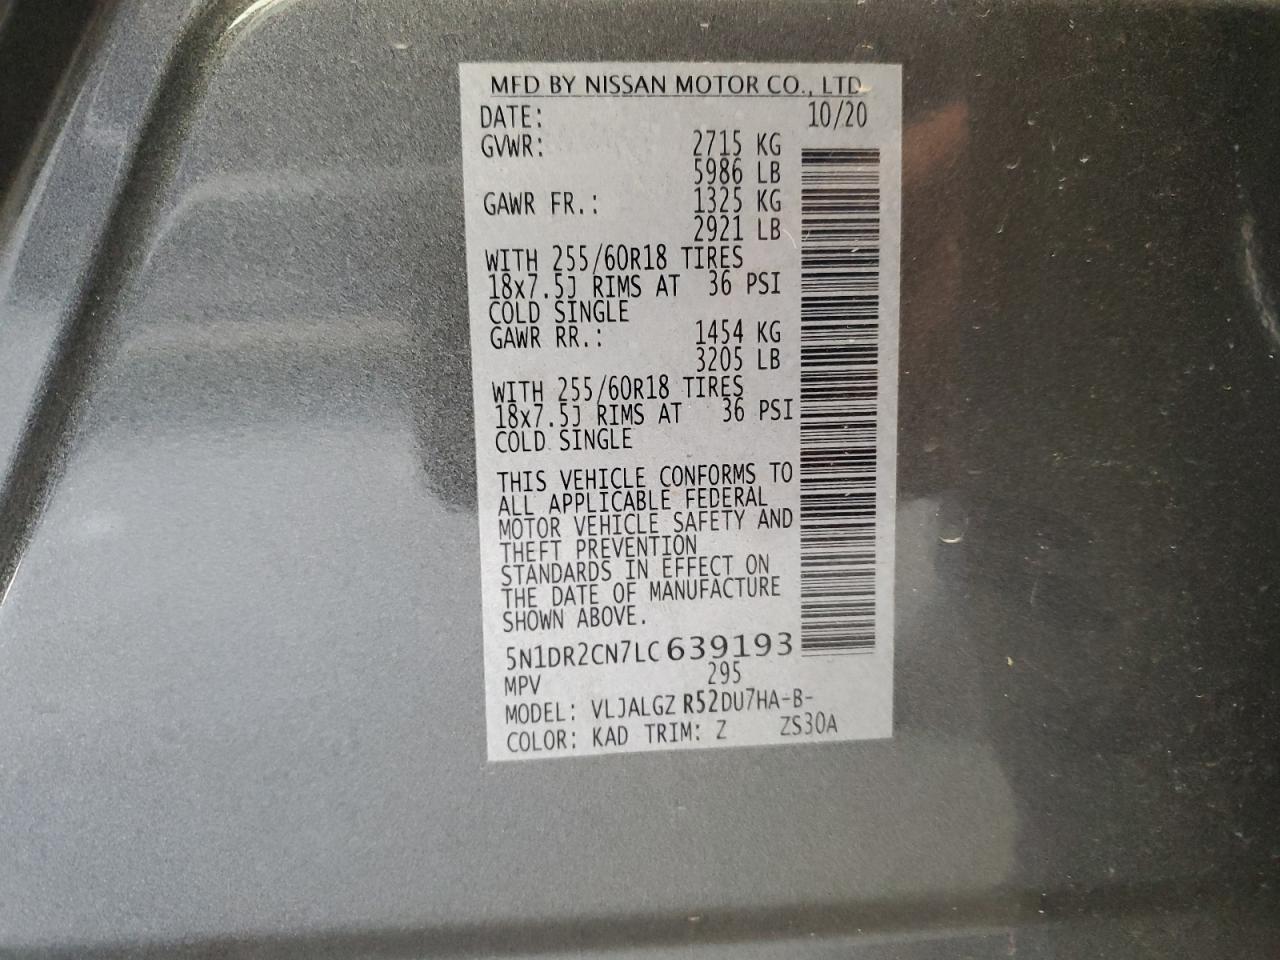 MFD BY NISSAN MOTOR CO., LTD.
DATE: 10/20
GVWR: 2715 KG
5986 LB
GAWR FR.: 1325 KG
2921 LB
WITH 255/60R18 TIRES
18x7.5J RIMS AT 36 PSI
COLD SINGLE
GAWR RR.: 1454 KG
3205 LB
WITH 255/60R18 TIRES
18x7.5J RIMS AT 36 PSI
COLD SINGLE
THIS VEHICLE CONFORMS TO
ALL APPLICABLE FEDERAL
MOTOR VEHICLE SAFETY AND
THEFT PREVENTION
STANDARDS IN EFFECT ON
THE DATE OF MANUFACTURE
SHOWN ABOVE.
5N1DR2CN7LC639193
MPV 295
MODEL: VLJALGZ R52DU7HA-B-
COLOR: KAD TRIM: Z ZS30A